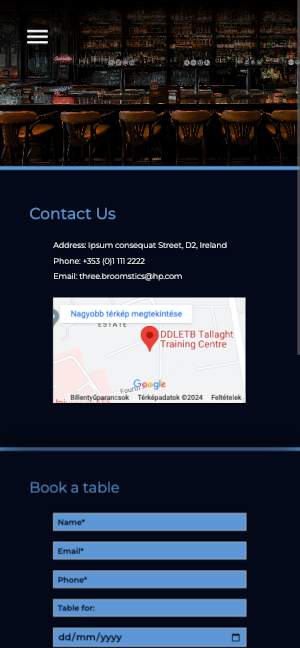 Contact Us
Address: Ipsum consequat Street, D2, Ireland
Phone: +353 (0)1 111 2222
Email: three.broomstics@hp.com
Nagyobb térkép megtekintése
ESTATE
DDLETB Tallaght
Training Centre
Google
Billentyűparancsok Térképadatok ©2024 Feltételek
Book a table
Name*
Email*
Phone*
Table for:
dd/mm/yyyy